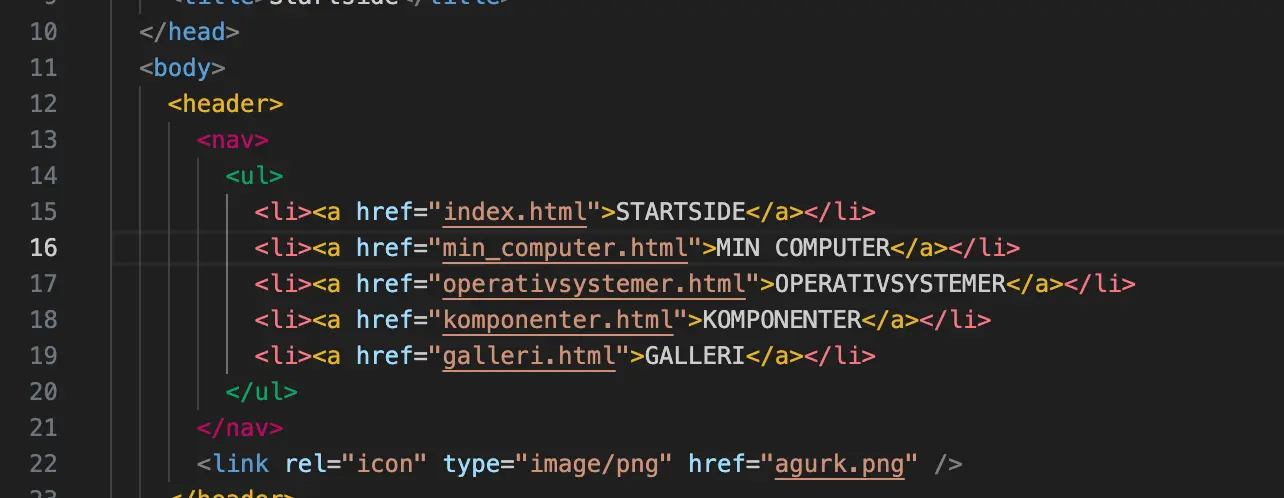 9 <title>Startside</title>
10 </head>
11 <body>
12 <header>
13 <nav>
14 <ul>
15 <li><a href="index.html">STARTSIDE</a></li>
16 <li><a href="min_computer.html">MIN COMPUTER</a></li>
17 <li><a href="operativsystemer.html">OPERATIVSYSTEMER</a></li>
18 <li><a href="komponenter.html">KOMPONENTER</a></li>
19 <li><a href="galleri.html">GALLERI</a></li>
20 </ul>
21 </nav>
22 <link rel="icon" type="image/png" href="agurk.png" />
23 </header>